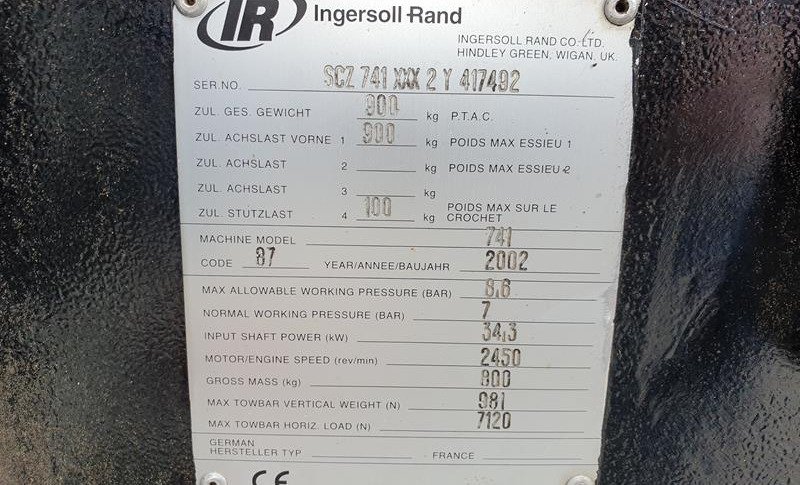 IR Ingersoll-Rand
INGERSOLL RAND CO-LTD.
HINDLEY GREEN, WIGAN, UK.
SER.NO. SCZ 741 XXX 2 Y 417492
ZUL. GES. GEWICHT 900 kg P.T.A.C.
ZUL. ACHSLAST VORNE 1 900 kg POIDS MAX ESSIEU 1
ZUL. ACHSLAST 2 kg POIDS MAX ESSIEU 2
ZUL. ACHSLAST 3 kg
ZUL. STUTZLAST 4 100 kg POIDS MAX SUR LE CROCHET
MACHINE MODEL 741
CODE 87 YEAR/ANNEE/BAUJAHR 2002
MAX ALLOWABLE WORKING PRESSURE (BAR) 8.6
NORMAL WORKING PRESSURE (BAR) 7
INPUT SHAFT POWER (kW) 34,3
MOTOR/ENGINE SPEED (rev/min) 2450
GROSS MASS (kg) 900
MAX TOWBAR VERTICAL WEIGHT (N) 981
MAX TOWBAR HORIZ. LOAD (N) 7120
GERMAN
HERSTELLER TYP FRANCE
CE